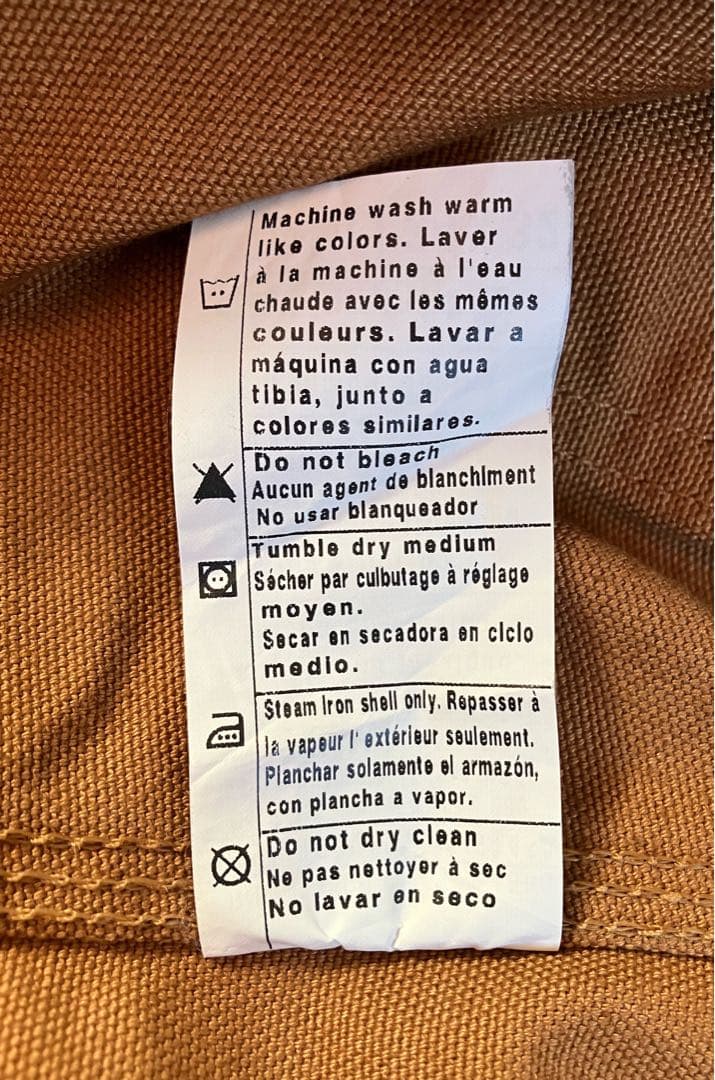 Machine wash warm
like colors. Laver
à la machine à l'eau
chaude avec les mêmes
couleurs. Lavar a
máquina con agua
tibia, junto a
colores similares.
Do not bleach
Aucun agent de blanchiment
No usar blanqueador
Tumble dry medium
Sécher par culbutage à réglage
moyen.
Secar en secadora en ciclo
medio.
Steam Iron shell only. Repasser à
la vapeur l'extérieur seulement.
Planchar solamente el armazón,
con plancha a vapor.
Do not dry clean
Ne pas nettoyer à sec
No lavar en seco